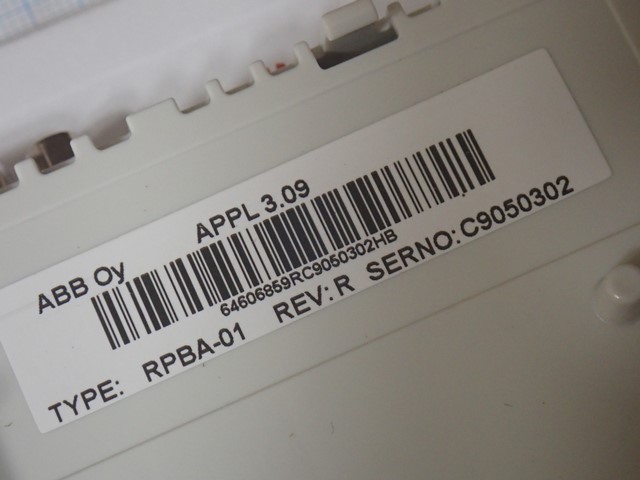 ABB Oy APPL 3.09
64606859RC9050302HB
TYPE: RPBA-01 REV: R SERNO: C9050302